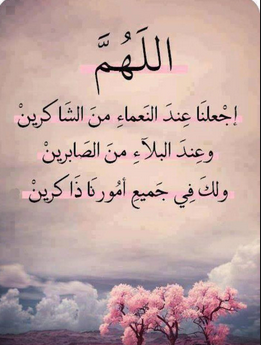 اللَهُمَّ
إجْعلنَا عِندَ النَعماءِ منَ الشَاكرينْ
وعِندَ البلآءِ منَ الصَابرينْ
ولكَ فِي جَميعِ أمُورنَا ذَاكرينْ